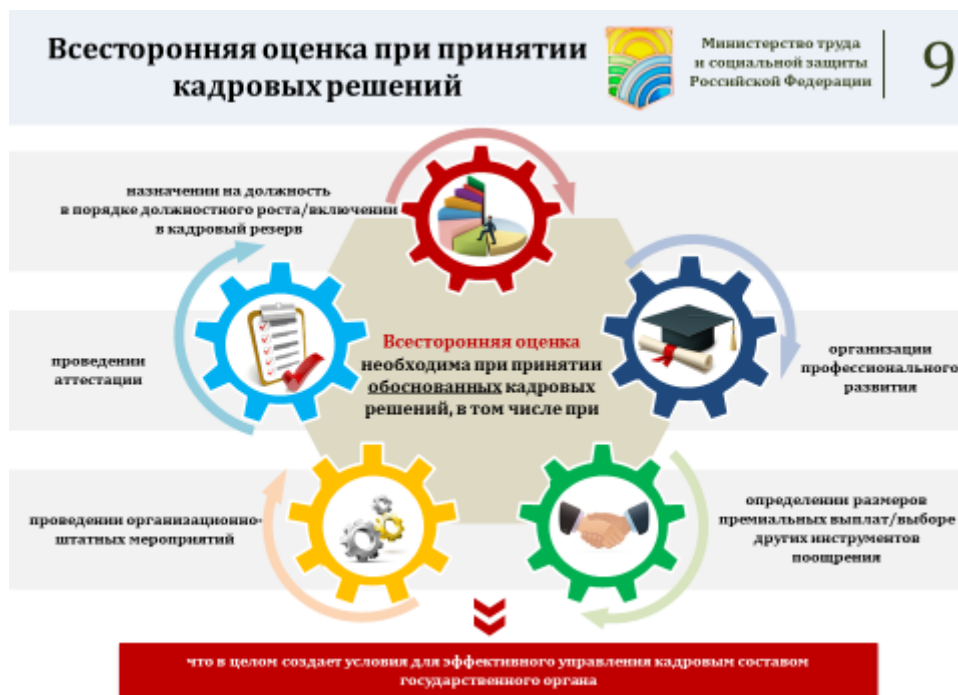 Всесторонняя оценка при принятии
кадровых решений
Министерство труда
и социальной защиты
Российской Федерации
9
назначении на должность
в порядке должностного роста/включении
в кадровый резерв
проведении
аттестации
Всесторонняя оценка
необходима при принятии
обоснованных кадровых
решений, в том числе при
организации
профессионального
развития
проведении организационно-
штатных мероприятий
определении размеров
премиальных выплат/выборе
других инструментов
поощрения
что в целом создает условия для эффективного управления кадровым составом
государственного органа